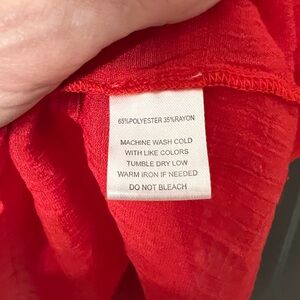 65%POLYESTER 35%RAYON
MACHINE WASH COLD
WITH LIKE COLORS
TUMBLE DRY LOW
WARM IRON IF NEEDED
DO NOT BLEACH